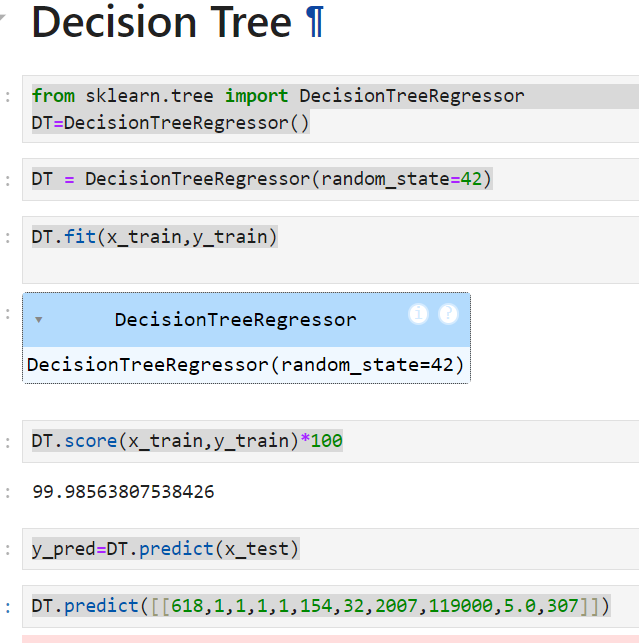 Decision Tree ¶
from sklearn.tree import DecisionTreeRegressor
DT=DecisionTreeRegressor()
DT = DecisionTreeRegressor(random_state=42)
DT.fit(x_train,y_train)
DecisionTreeRegressor
i ?
DecisionTreeRegressor(random_state=42)
DT.score(x_train,y_train)*100
99.98563807538426
y_pred=DT.predict(x_test)
DT.predict([[618,1,1,1,1,154,32,2007,119000,5.0,307]])